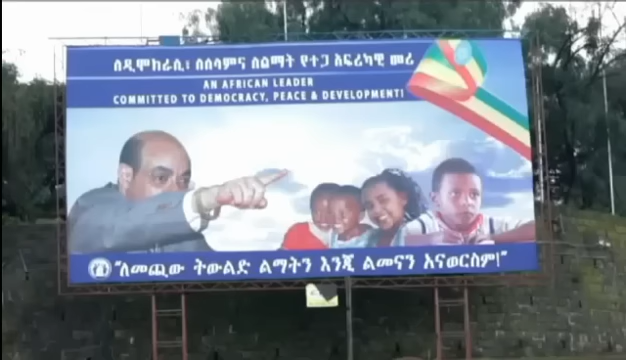 ለዲሞክራሲ፣ ለሰላምና ለልማት የተጋ አፍሪካዊ መሪ
AN AFRICAN LEADER
COMMITTED TO DEMOCRACY, PEACE & DEVELOPMENT!
"ለመጪው ትውልድ ልማትን እንጂ ልመናን አናወርስም!"